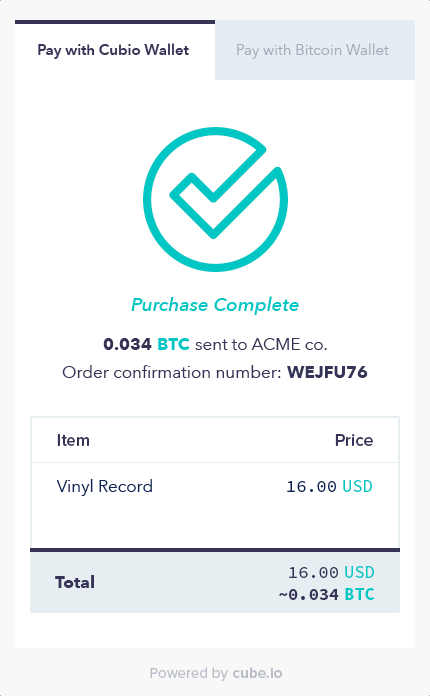 Pay with Cubio Wallet Pay with Bitcoin Wallet
Purchase Complete
0.034 BTC sent to ACME co.
Order confirmation number: WEJFU76
Item Price
Vinyl Record 16.00 USD
Total 16.00 USD
~0.034 BTC
Powered by cube.io